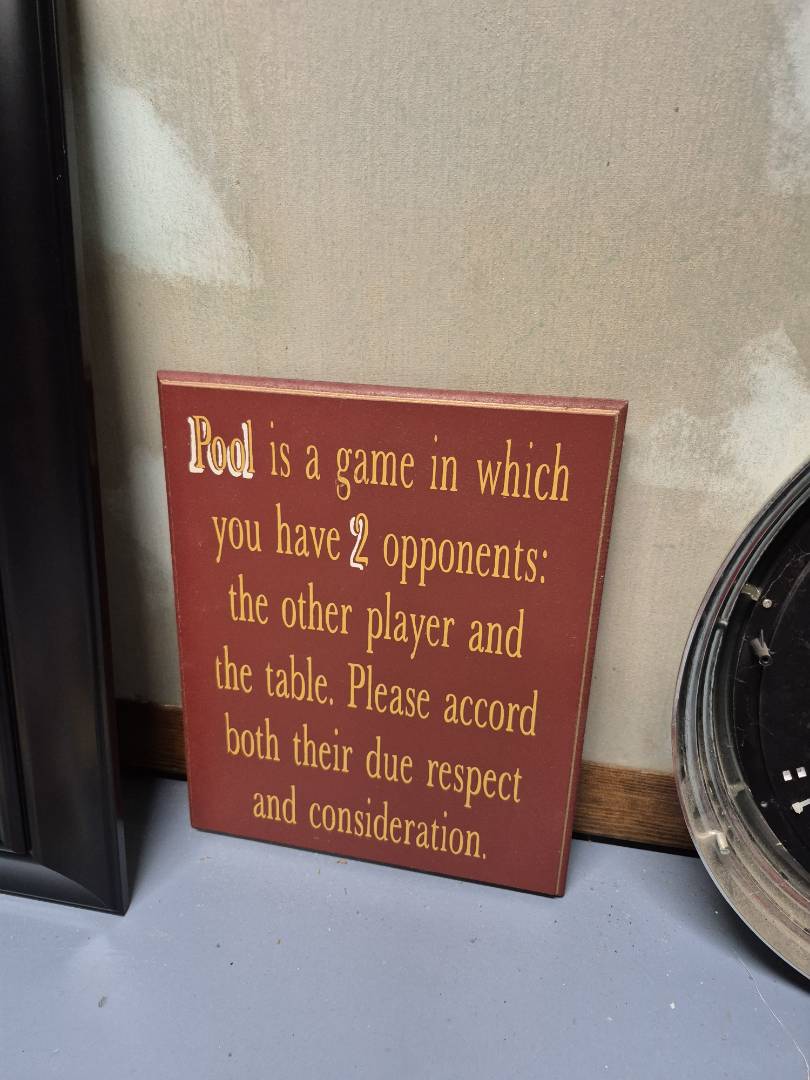 Pool is a game in which
you have 2 opponents:
the other player and
the table. Please accord
both their due respect
and consideration.